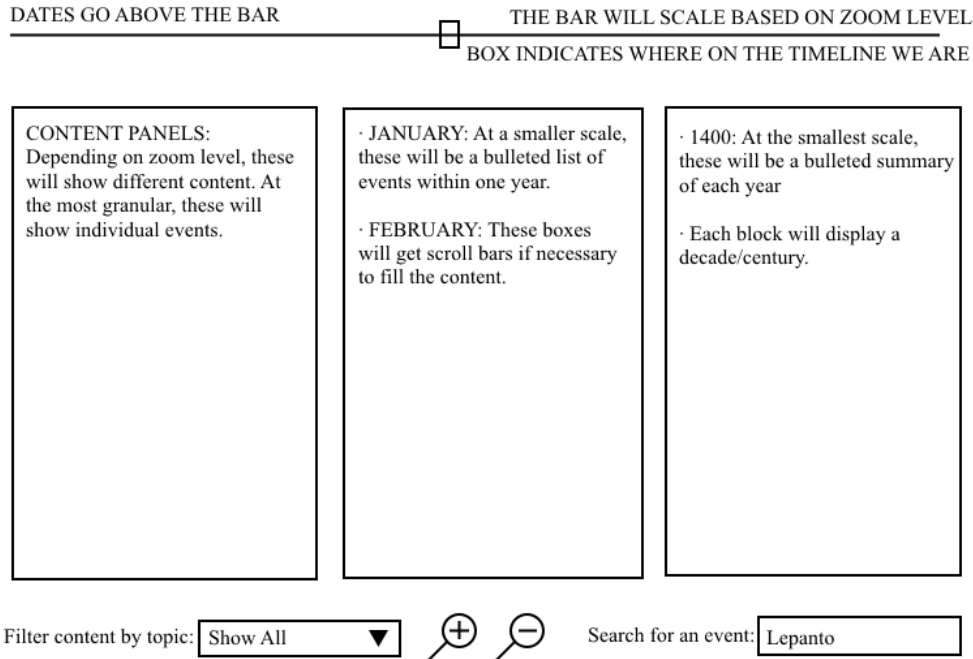 DATES GO ABOVE THE BAR
THE BAR WILL SCALE BASED ON ZOOM LEVEL
BOX INDICATES WHERE ON THE TIMELINE WE ARE
CONTENT PANELS:
Depending on zoom level, these
will show different content. At
the most granular, these will
show individual events.
· JANUARY: At a smaller scale,
these will be a bulleted list of
events within one year.
· FEBRUARY: These boxes
will get scroll bars if necessary
to fill the content.
· 1400: At the smallest scale,
these will be a bulleted summary
of each year
· Each block will display a
decade/century.
Filter content by topic: Show All
Search for an event: Lepanto